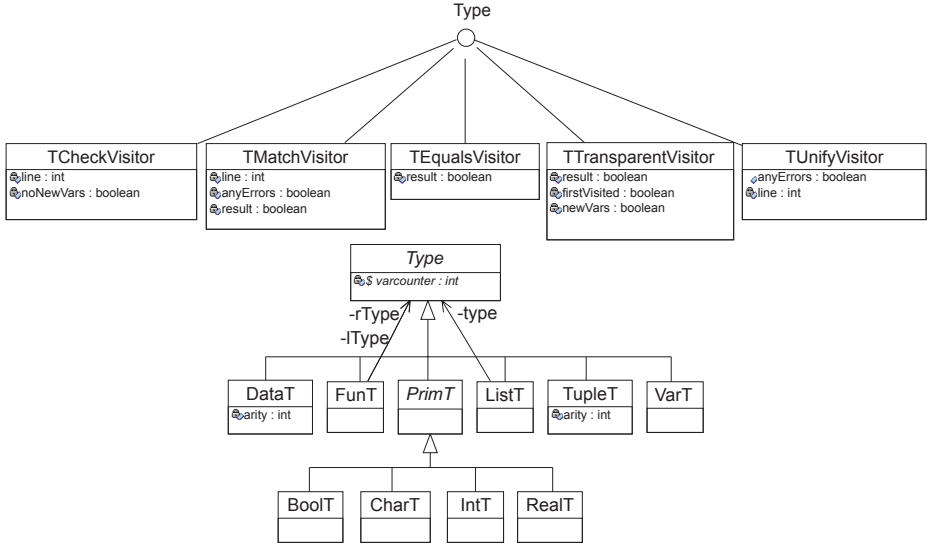 Type
TCheckVisitor
line : int
noNewVars : boolean
TMatchVisitor
line : int
anyErrors : boolean
result : boolean
TEqualsVisitor
result : boolean
TTransparentVisitor
result : boolean
firstVisited : boolean
newVars : boolean
TUnifyVisitor
anyErrors : boolean
line : int
Type
$ varcounter : int
-rType
-lType
-type
DataT
arity : int
FunT
PrimT
ListT
TupleT
arity : int
VarT
BoolT
CharT
IntT
RealT